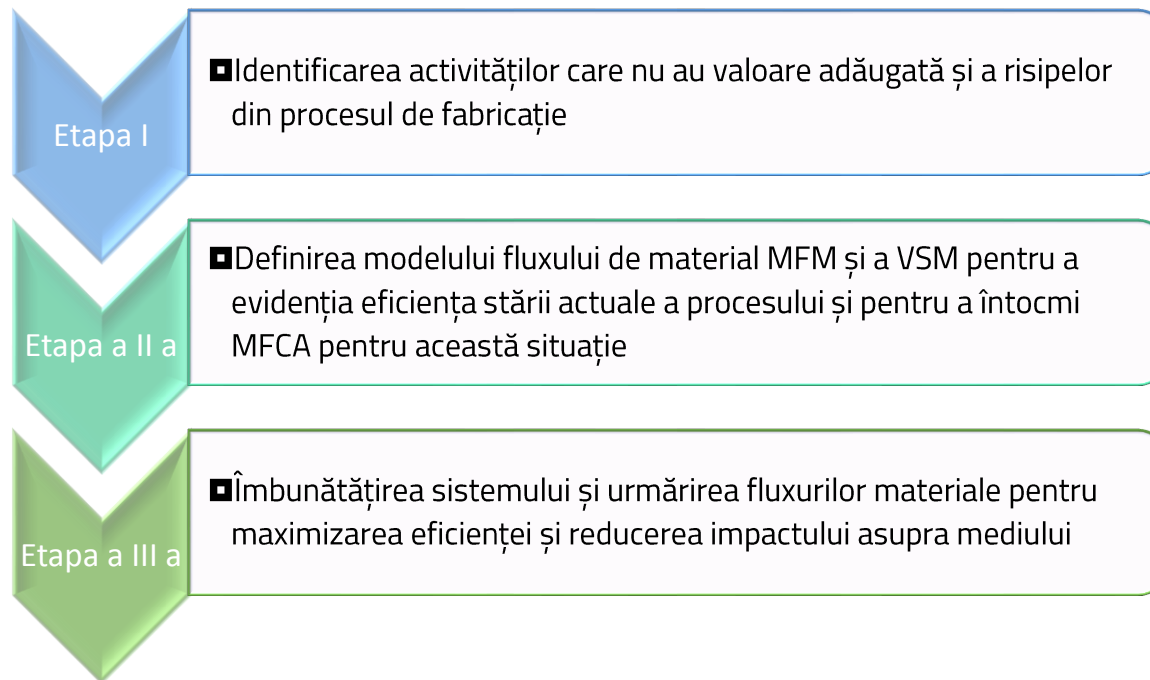 Etapa I
Identificarea activităților care nu au valoare adăugată și a risipelor
din procesul de fabricație
Etapa a II a
Definirea modelului fluxului de material MFM și a VSM pentru a
evidenția eficiența stării actuale a procesului și pentru a întocmi
MFCA pentru această situație
Etapa a III a
Îmbunătățirea sistemului și urmărirea fluxurilor materiale pentru
maximizarea eficienței și reducerea impactului asupra mediului